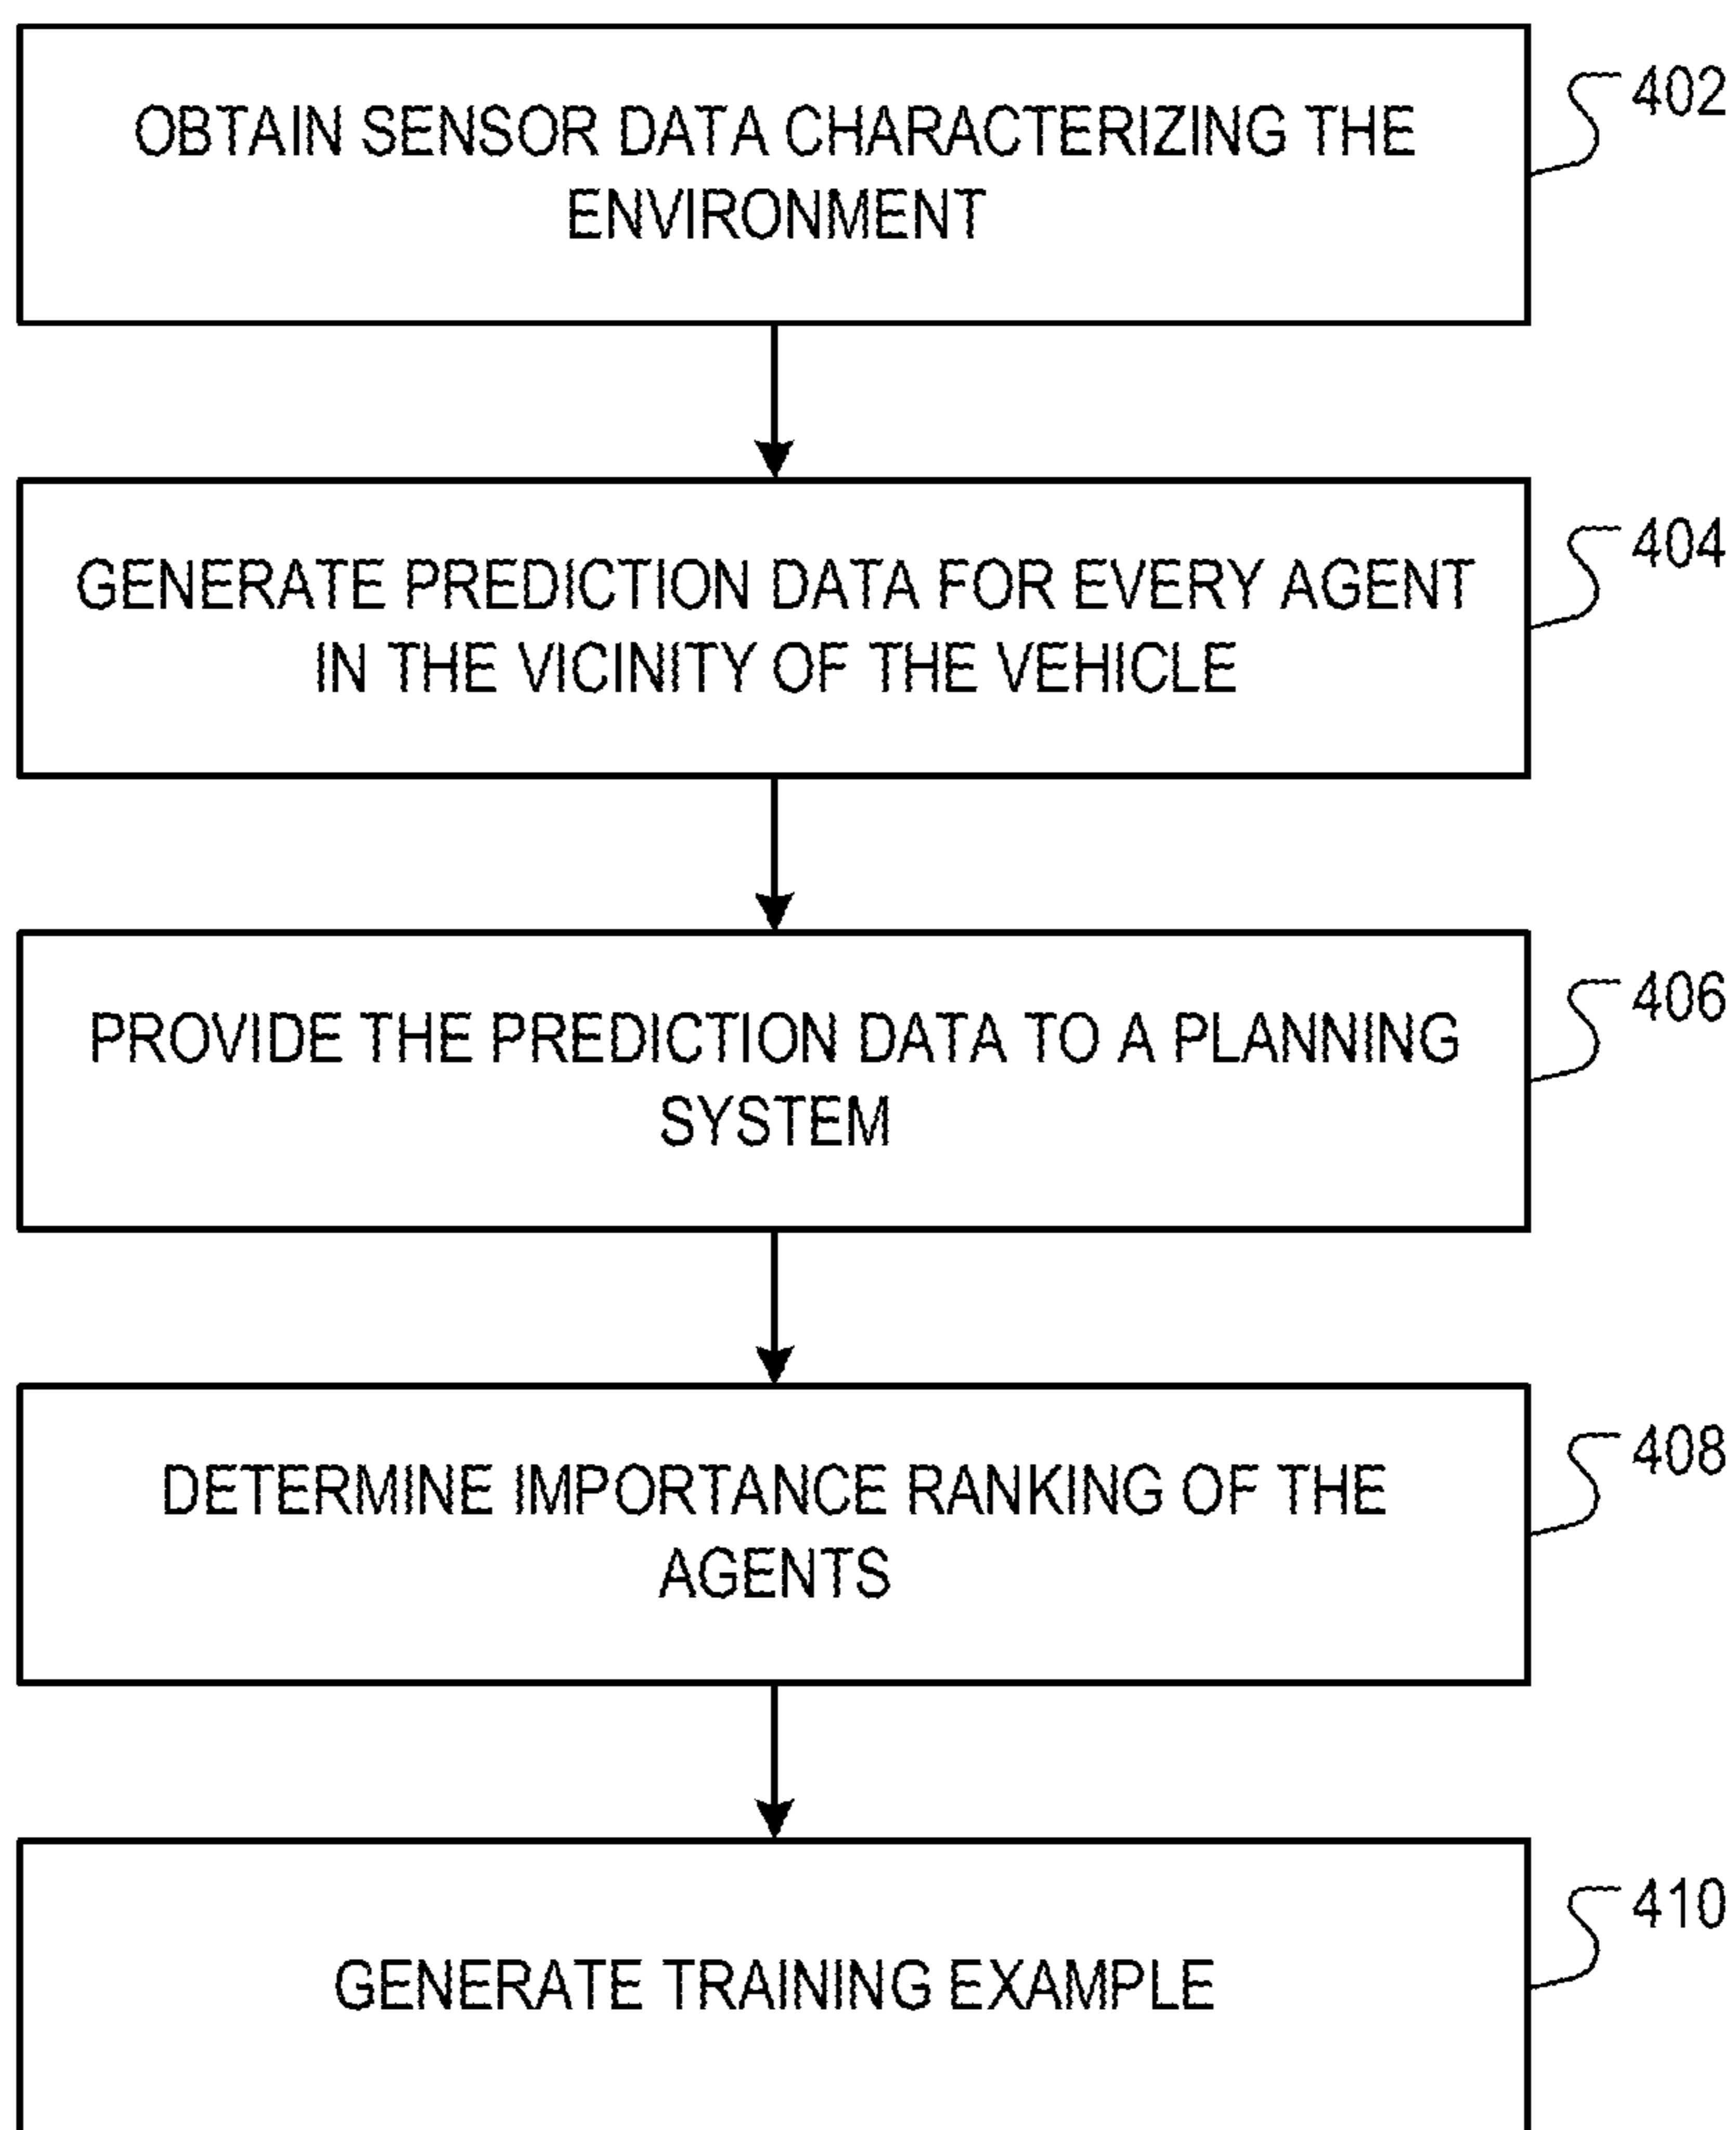 OBTAIN SENSOR DATA CHARACTERIZING THE
ENVIRONMENT
402
GENERATE PREDICTION DATA FOR EVERY AGENT
IN THE VICINITY OF THE VEHICLE
404
PROVIDE THE PREDICTION DATA TO A PLANNING
SYSTEM
406
DETERMINE IMPORTANCE RANKING OF THE
AGENTS
408
GENERATE TRAINING EXAMPLE
410